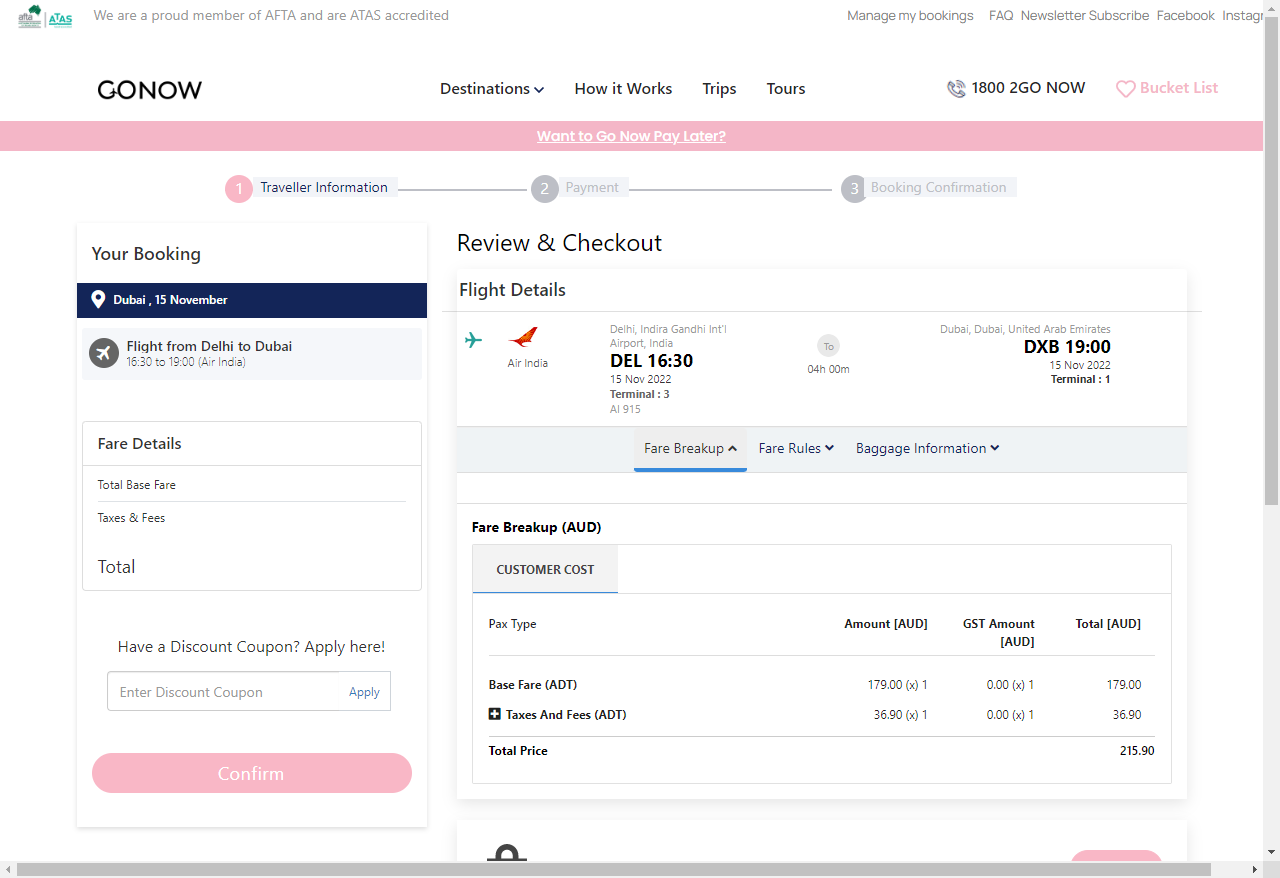 afta
ATAS
We are a proud member of AFTA and are ATAS accredited
Manage my bookings
FAQ
Newsletter Subscribe
Facebook
Instagr
GONOW
Destinations
How it Works
Trips
Tours
1800 2GO NOW
Bucket List
Want to Go Now Pay Later?
1 Traveller Information
2 Payment
3 Booking Confirmation
Your Booking
Dubai , 15 November
Flight from Delhi to Dubai
16:30 to 19:00 (Air India)
Fare Details
Total Base Fare
Taxes & Fees
Total
Have a Discount Coupon? Apply here!
Enter Discount Coupon
Apply
Confirm
Review & Checkout
Flight Details
Air India
Delhi, Indira Gandhi Int'l
Airport, India
DEL 16:30
15 Nov 2022
Terminal : 3
AI 915
To
04h 00m
Dubai, Dubai, United Arab Emirates
DXB 19:00
15 Nov 2022
Terminal : 1
Fare Breakup
Fare Rules
Baggage Information
Fare Breakup (AUD)
CUSTOMER COST
Pax Type
Amount [AUD]
GST Amount
[AUD]
Total [AUD]
Base Fare (ADT) 179.00 (x) 1 0.00 (x) 1 179.00
Taxes And Fees (ADT) 36.90 (x) 1 0.00 (x) 1 36.90
Total Price 215.90